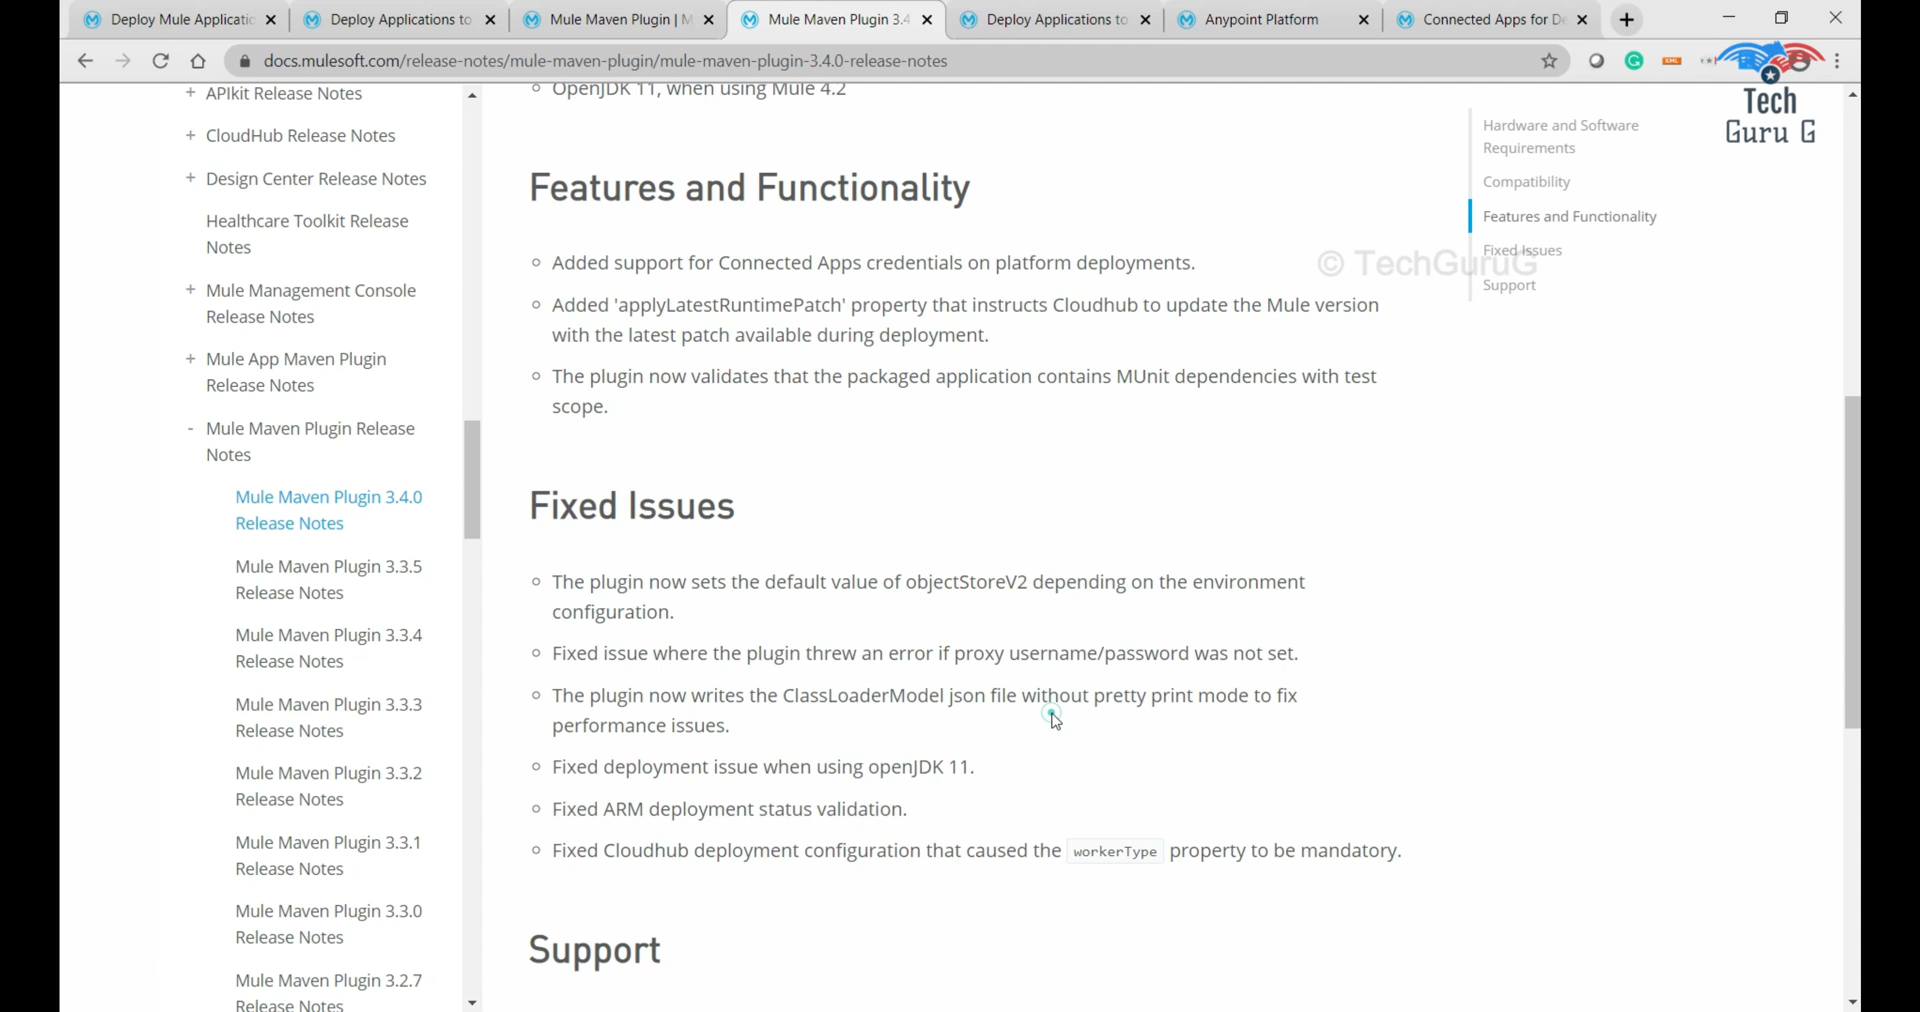 Deploy Mule Applicatio
Deploy Applications to
Mule Maven Plugin | M
Mule Maven Plugin 3.4
Deploy Applications to
Anypoint Platform
Connected Apps for De
docs.mulesoft.com/release-notes/mule-maven-plugin/mule-maven-plugin-3.4.0-release-notes
XML
Tech
Guru G
+ APIkit Release Notes
+ CloudHub Release Notes
+ Design Center Release Notes
Healthcare Toolkit Release
Notes
+ Mule Management Console
Release Notes
+ Mule App Maven Plugin
Release Notes
- Mule Maven Plugin Release
Notes
Mule Maven Plugin 3.4.0
Release Notes
Mule Maven Plugin 3.3.5
Release Notes
Mule Maven Plugin 3.3.4
Release Notes
Mule Maven Plugin 3.3.3
Release Notes
Mule Maven Plugin 3.3.2
Release Notes
Mule Maven Plugin 3.3.1
Release Notes
Mule Maven Plugin 3.3.0
Release Notes
Mule Maven Plugin 3.2.7
Release Notes
OpenJDK 11, when using Mule 4.2
Features and Functionality
Added support for Connected Apps credentials on platform deployments.
Added 'applyLatestRuntimePatch' property that instructs Cloudhub to update the Mule version
with the latest patch available during deployment.
The plugin now validates that the packaged application contains MUnit dependencies with test
scope.
Fixed Issues
The plugin now sets the default value of objectStoreV2 depending on the environment
configuration.
Fixed issue where the plugin threw an error if proxy username/password was not set.
The plugin now writes the ClassLoaderModel json file without pretty print mode to fix
performance issues.
Fixed deployment issue when using openJDK 11.
Fixed ARM deployment status validation.
Fixed Cloudhub deployment configuration that caused the workerType property to be mandatory.
Support
Hardware and Software
Requirements
Compatibility
Features and Functionality
Fixed Issues
© TechGuruG
Support